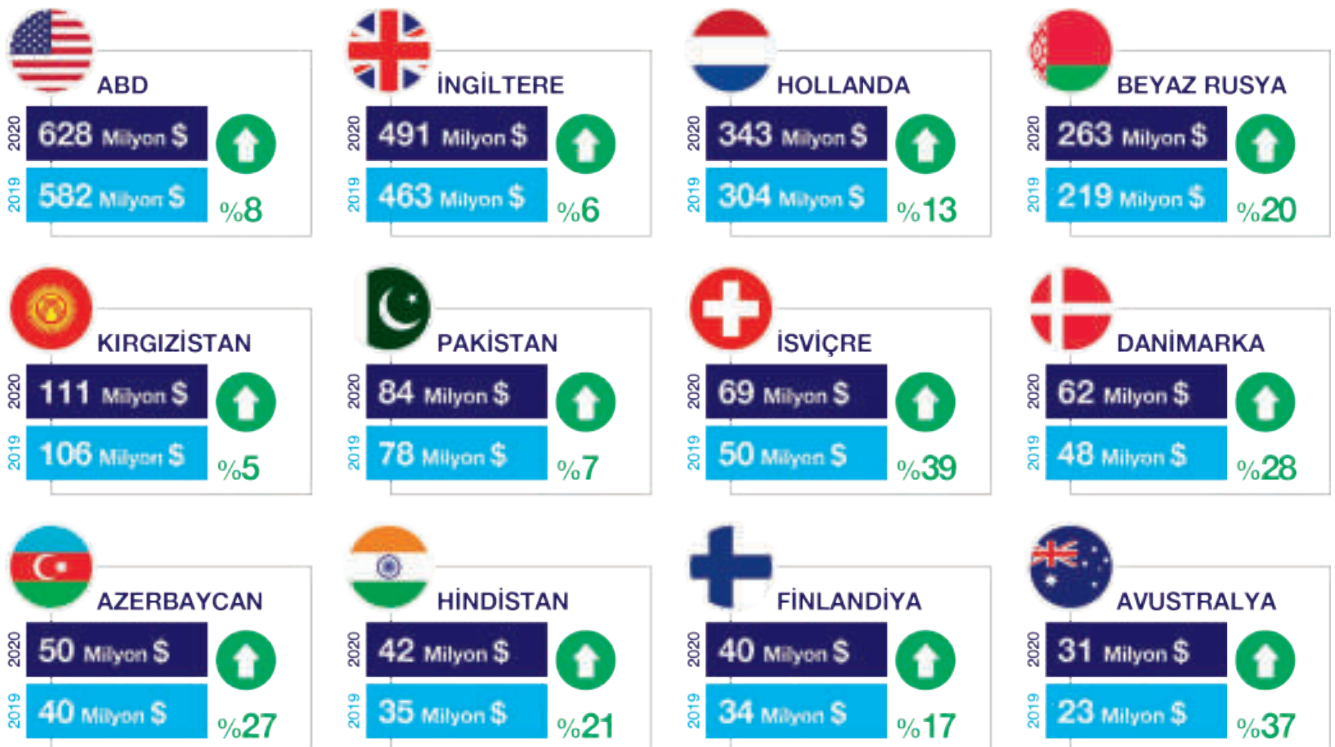 ABD
2020 628 Milyon $
2019 582 Milyon $ %8
İNGİLTERE
2020 491 Milyon $
2019 463 Milyon $ %6
HOLLANDA
2020 343 Milyon $
2019 304 Milyon $ %13
BEYAZ RUSYA
2020 263 Milyon $
2019 219 Milyon $ %20
KIRGIZİSTAN
2020 111 Milyon $
2019 106 Milyon $ %5
PAKİSTAN
2020 84 Milyon $
2019 78 Milyon $ %7
İSVİÇRE
2020 69 Milyon $
2019 50 Milyon $ %39
DANİMARKA
2020 62 Milyon $
2019 48 Milyon $ %28
AZERBAYCAN
2020 50 Milyon $
2019 40 Milyon $ %27
HİNDİSTAN
2020 42 Milyon $
2019 35 Milyon $ %21
FİNLANDİYA
2020 40 Milyon $
2019 34 Milyon $ %17
AVUSTRALYA
2020 31 Milyon $
2019 23 Milyon $ %37